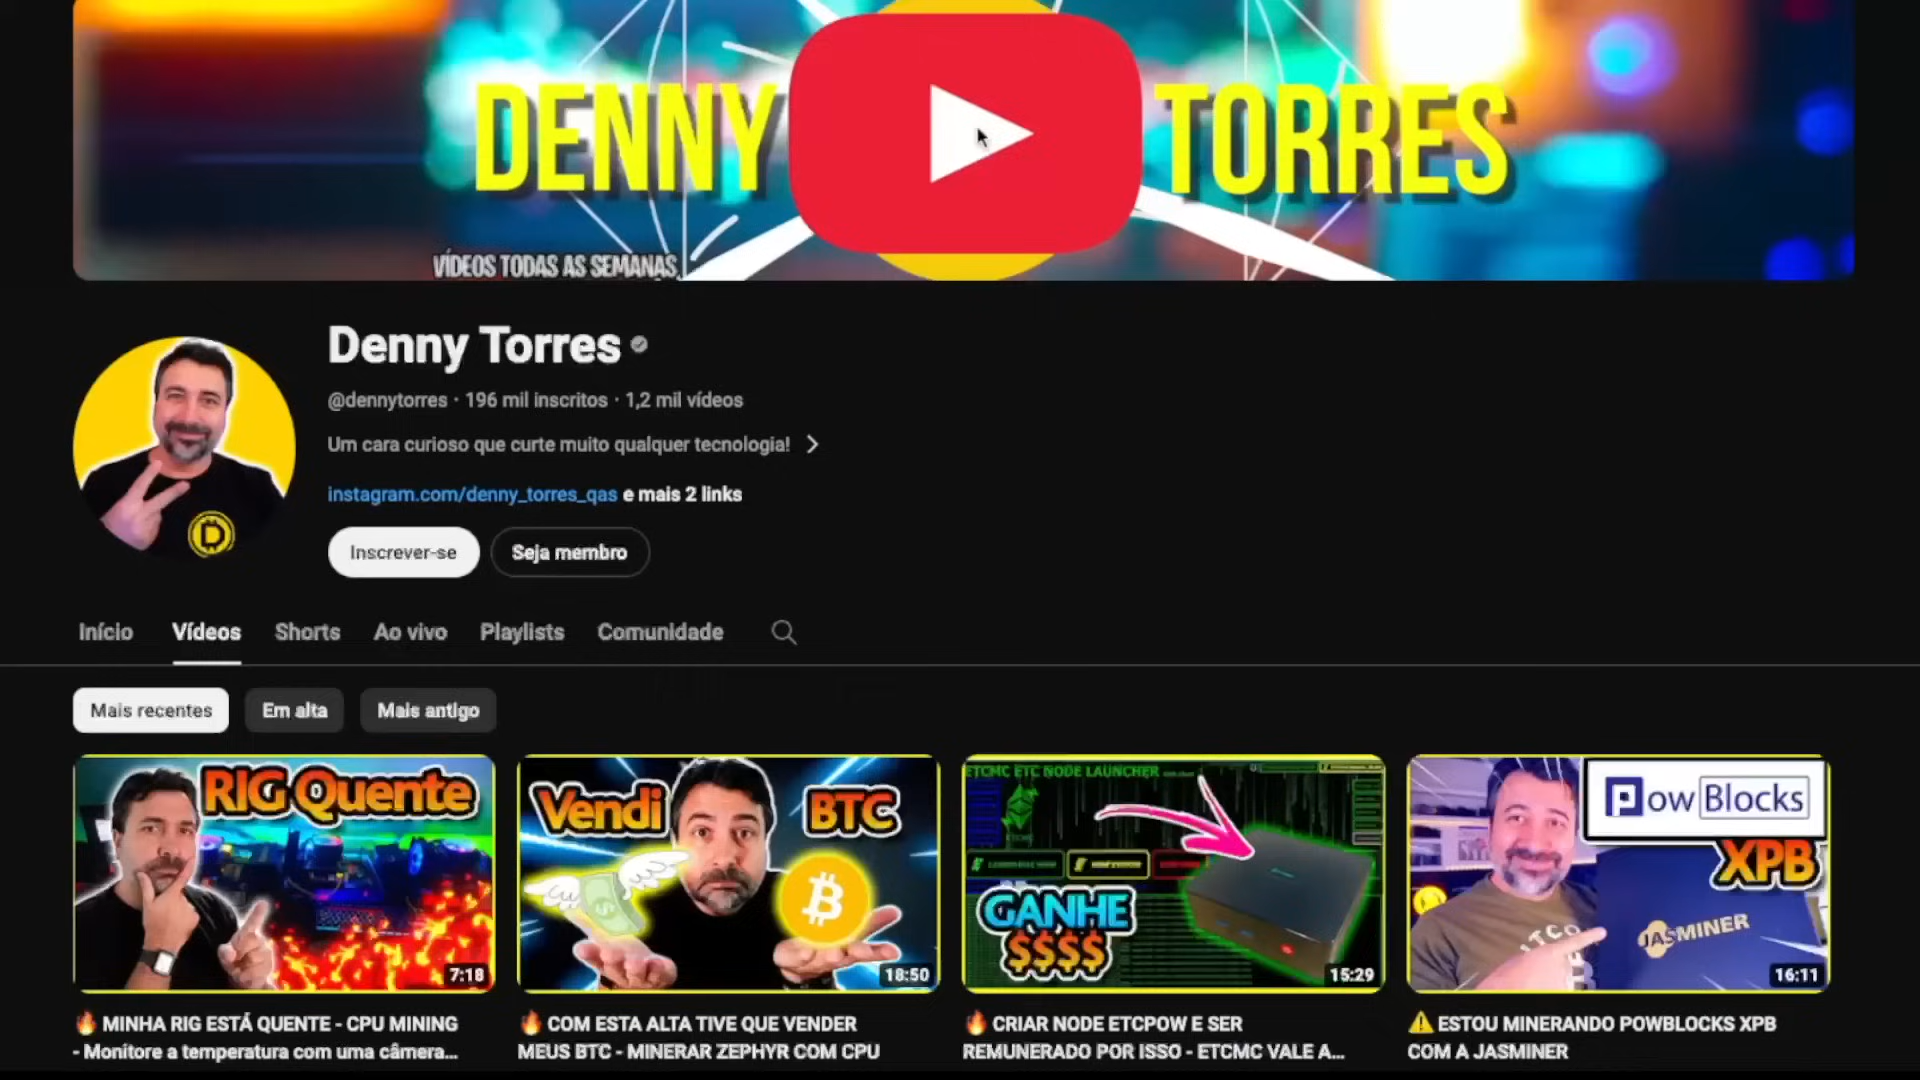 DENNY TORRES
VÍDEOS TODAS AS SEMANAS
Denny Torres
@dennytorres · 196 mil inscritos · 1,2 mil vídeos
Um cara curioso que curte muito qualquer tecnologia!
instagram.com/denny_torres_qas e mais 2 links
Inscrever-se
Seja membro
Início Vídeos Shorts Ao vivo Playlists Comunidade
Mais recentes Em alta Mais antigo
RIG Quente
7:18
Vendi BTC
18:50
ETCMC ETC NODE LAUNCHER
GANHE
$$$$
15:29
PowBlocks
XPB
JASMINER
16:11
🔥 MINHA RIG ESTÁ QUENTE - CPU MINING
- Monitore a temperatura com uma câmera...
🔥 COM ESTA ALTA TIVE QUE VENDER
MEUS BTC - MINERAR ZEPHYR COM CPU
🔥 CRIAR NODE ETCPOW E SER
REMUNERADO POR ISSO - ETCMC VALE A...
⚠️ ESTOU MINERANDO POWBLOCKS XPB
COM A JASMINER